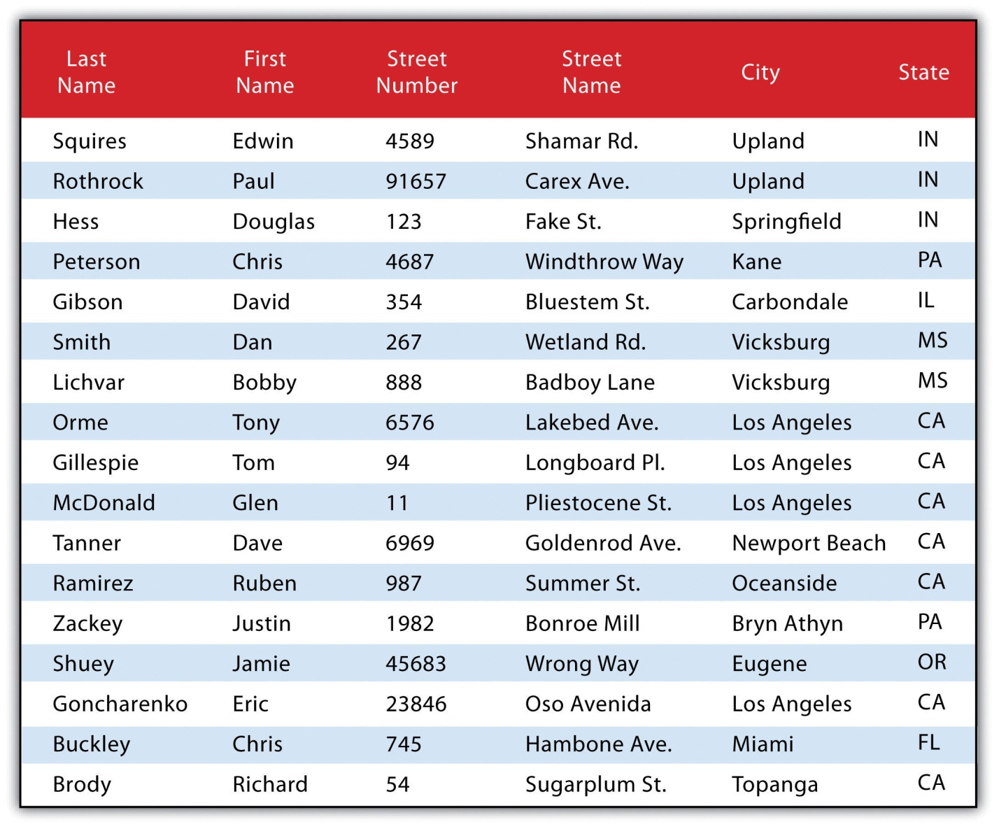 Last Name First Name Street Number Street Name City State
Squires Edwin 4589 Shamar Rd. Upland IN
Rothrock Paul 91657 Carex Ave. Upland IN
Hess Douglas 123 Fake St. Springfield IN
Peterson Chris 4687 Windthrow Way Kane PA
Gibson David 354 Bluestem St. Carbondale IL
Smith Dan 267 Wetland Rd. Vicksburg MS
Lichvar Bobby 888 Badboy Lane Vicksburg MS
Orme Tony 6576 Lakebed Ave. Los Angeles CA
Gillespie Tom 94 Longboard Pl. Los Angeles CA
McDonald Glen 11 Pliestocene St. Los Angeles CA
Tanner Dave 6969 Goldenrod Ave. Newport Beach CA
Ramirez Ruben 987 Summer St. Oceanside CA
Zackey Justin 1982 Bonroe Mill Bryn Athyn PA
Shuey Jamie 45683 Wrong Way Eugene OR
Goncharenko Eric 23846 Oso Avenida Los Angeles CA
Buckley Chris 745 Hambone Ave. Miami FL
Brody Richard 54 Sugarplum St. Topanga CA